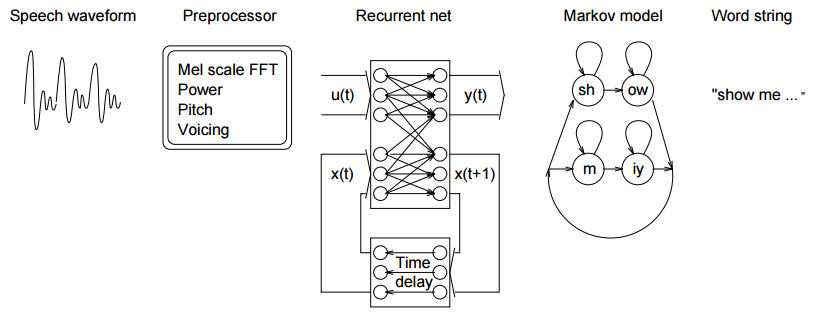 Speech waveform
Preprocessor
Recurrent net
Markov model
Word string
Mel scale FFT
Power
Pitch
Voicing
u(t)
y(t)
x(t)
x(t+1)
Time
delay
sh
ow
m
iy
"show me ... "